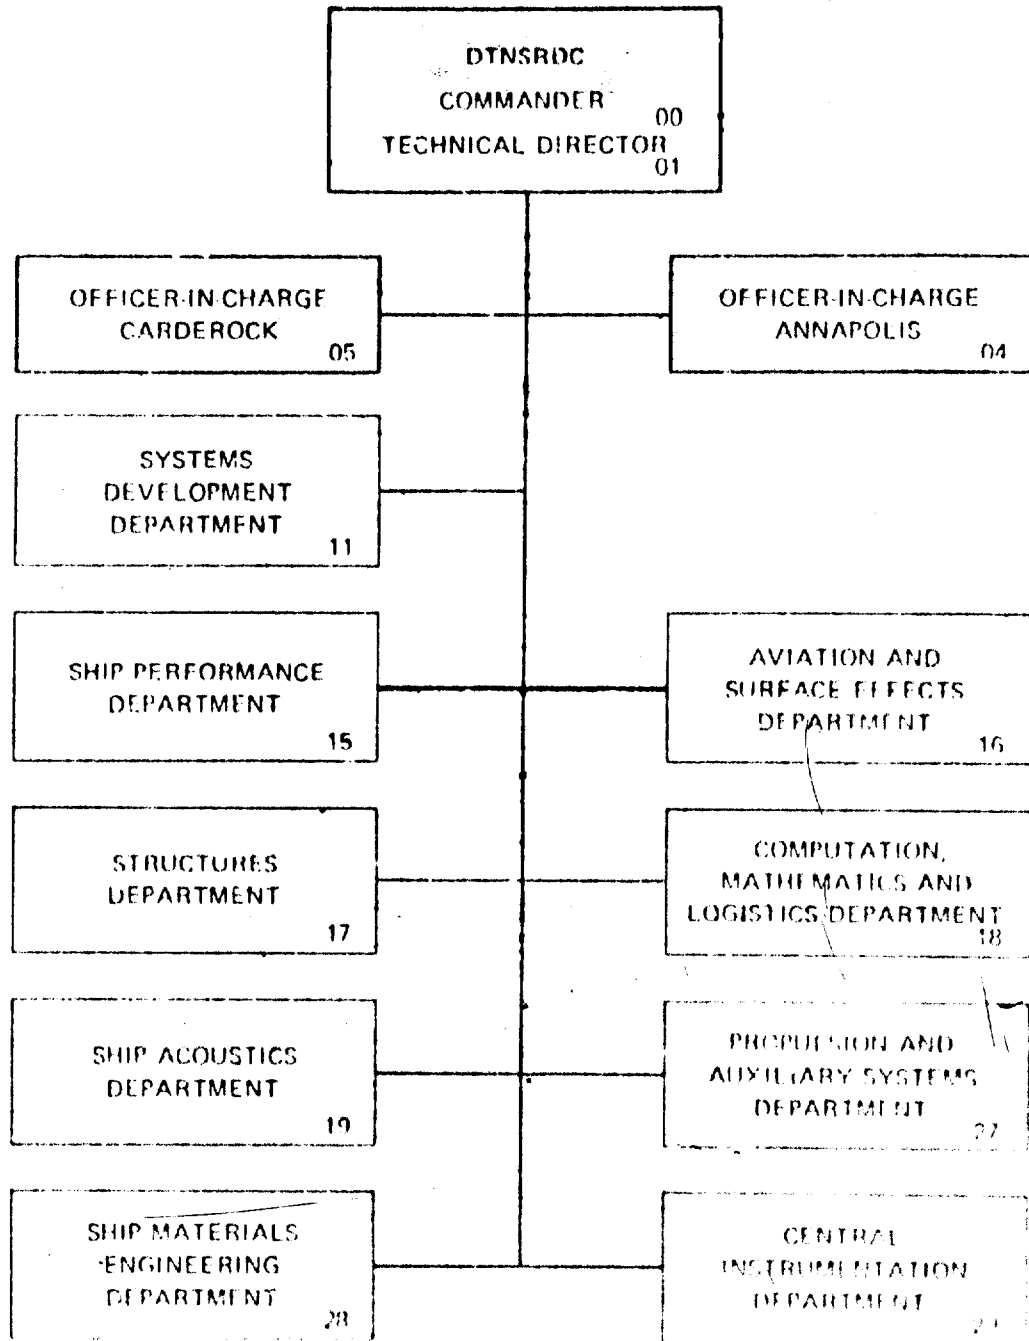 DTNSRDC
COMMANDER
00
TECHNICAL DIRECTOR
01
OFFICER-IN-CHARGE
CARDEROCK
05
OFFICER-IN-CHARGE
ANNAPOLIS
04
SYSTEMS
DEVELOPMENT
DEPARTMENT
11
SHIP PERFORMANCE
DEPARTMENT
15
AVIATION AND
SURFACE EFFECTS
DEPARTMENT
16
STRUCTURES
DEPARTMENT
17
COMPUTATION,
MATHEMATICS AND
LOGISTICS DEPARTMENT
18
SHIP ACOUSTICS
DEPARTMENT
19
PROPULSION AND
AUXILIARY SYSTEMS
DEPARTMENT
27
SHIP MATERIALS
ENGINEERING
DEPARTMENT
28
CENTRAL
INSTRUMENTATION
DEPARTMENT